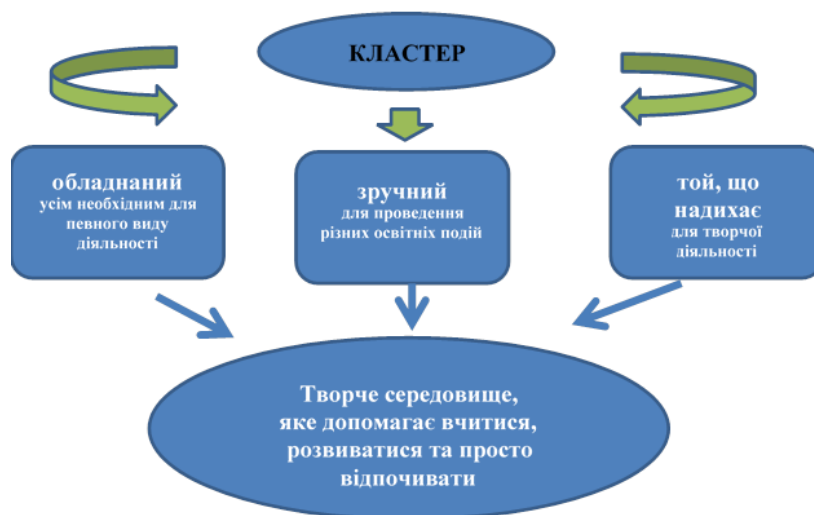 КЛАСТЕР
обладнаний
усім необхідним для
певного виду
діяльності
зручний
для проведення
різних освітніх подій
той, що
надихає
для творчої
діяльності
Творче середовище,
яке допомагає вчитися,
розвиватися та просто
відпочивати